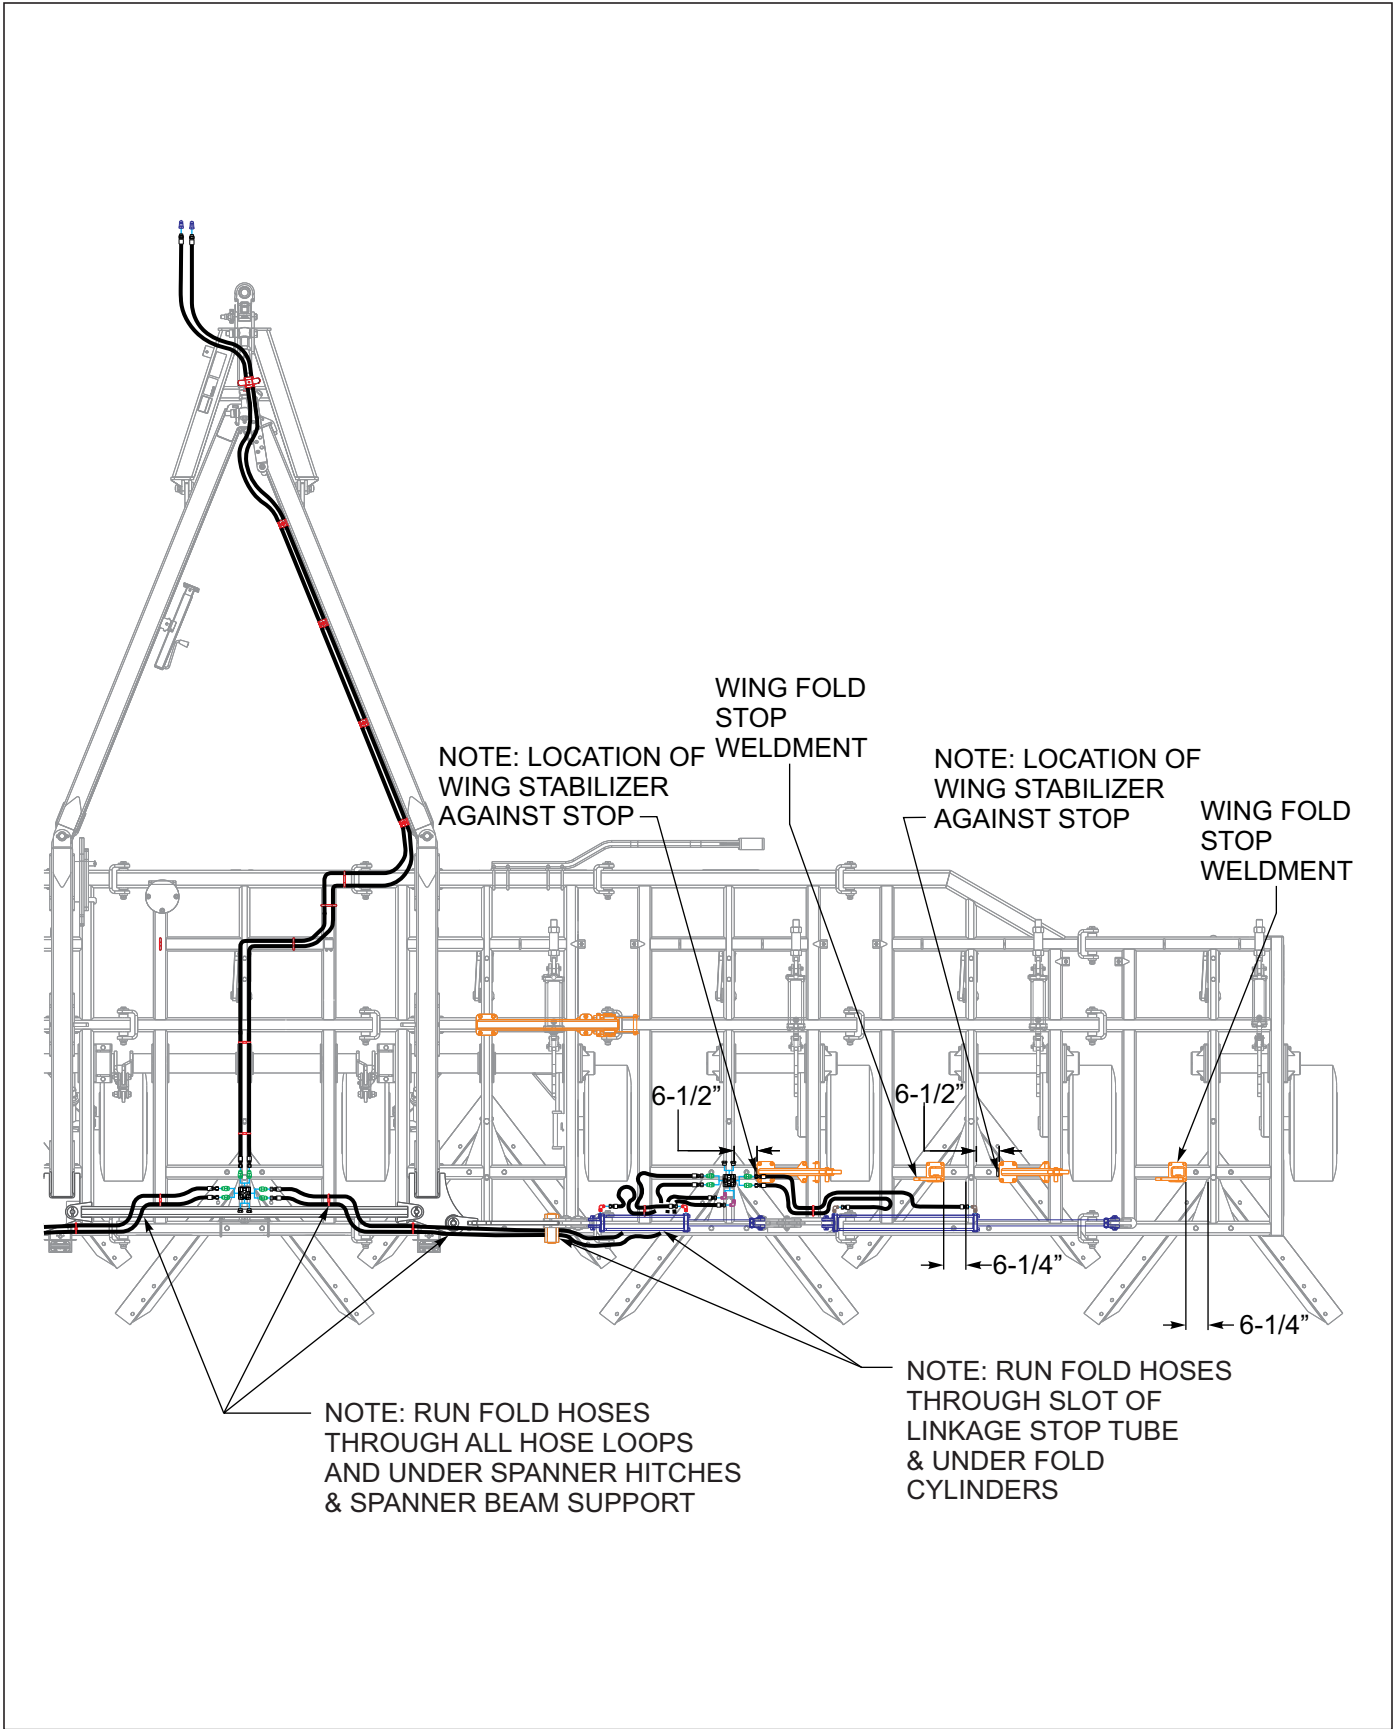 WING FOLD
STOP
WELDMENT
NOTE: LOCATION OF
WING STABILIZER
AGAINST STOP
NOTE: LOCATION OF
WING STABILIZER
AGAINST STOP
WING FOLD
STOP
WELDMENT
6-1/2”
6-1/2”
6-1/4”
6-1/4”
NOTE: RUN FOLD HOSES
THROUGH SLOT OF
LINKAGE STOP TUBE
& UNDER FOLD
CYLINDERS
NOTE: RUN FOLD HOSES
THROUGH ALL HOSE LOOPS
AND UNDER SPANNER HITCHES
& SPANNER BEAM SUPPORT